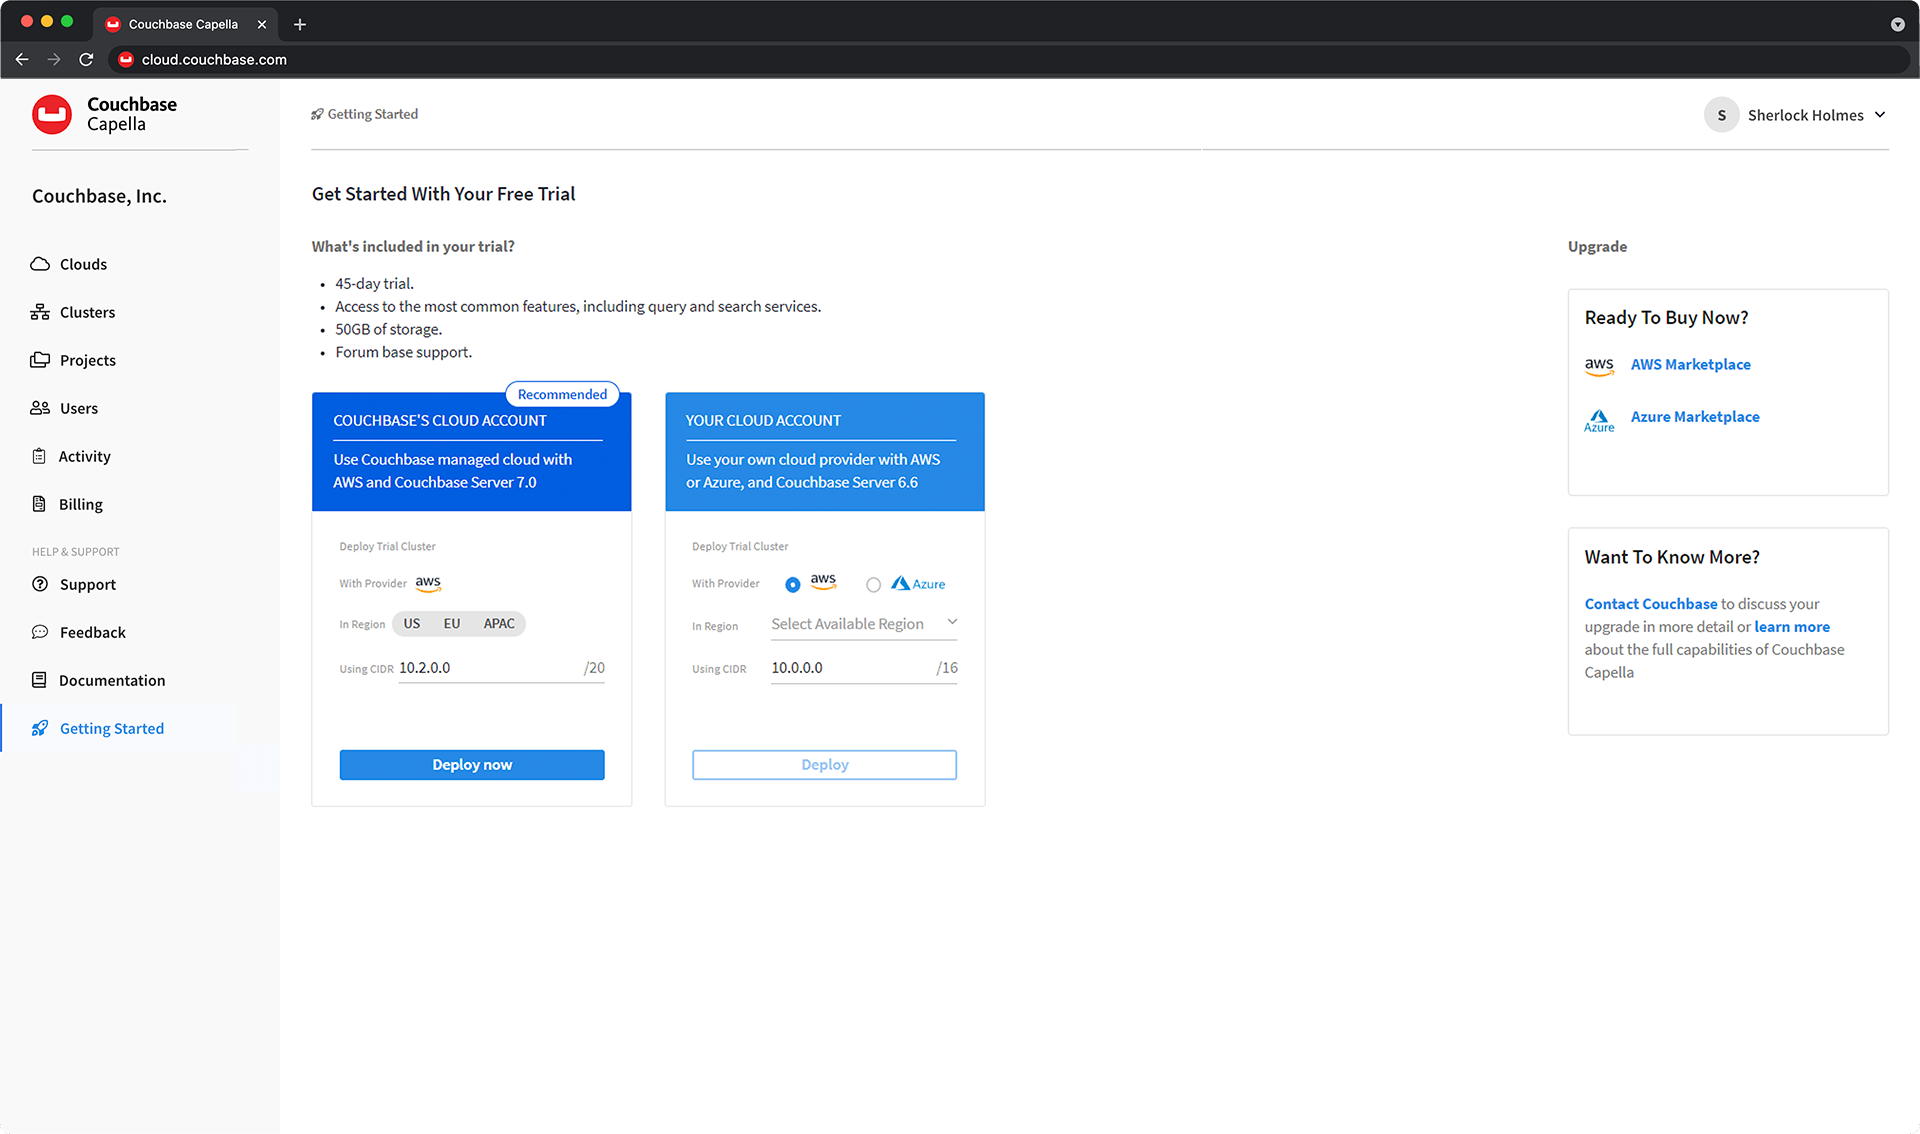 Couchbase Capella
cloud.couchbase.com
Couchbase
Capella
Getting Started
S
Sherlock Holmes
Couchbase, Inc.
Clouds
Clusters
Projects
Users
Activity
Billing
HELP & SUPPORT
Support
Feedback
Documentation
Getting Started
Get Started With Your Free Trial
What's included in your trial?
• 45-day trial.
• Access to the most common features, including query and search services.
• 50GB of storage.
• Forum base support.
Recommended
COUCHBASE'S CLOUD ACCOUNT
Use Couchbase managed cloud with
AWS and Couchbase Server 7.0
Deploy Trial Cluster
With Provider aws
In Region US EU APAC
Using CIDR 10.2.0.0 /20
Deploy now
YOUR CLOUD ACCOUNT
Use your own cloud provider with AWS
or Azure, and Couchbase Server 6.6
Deploy Trial Cluster
With Provider aws Azure
In Region Select Available Region
Using CIDR 10.0.0.0 /16
Deploy
Upgrade
Ready To Buy Now?
aws AWS Marketplace
Azure Azure Marketplace
Want To Know More?
Contact Couchbase to discuss your
upgrade in more detail or learn more
about the full capabilities of Couchbase
Capella